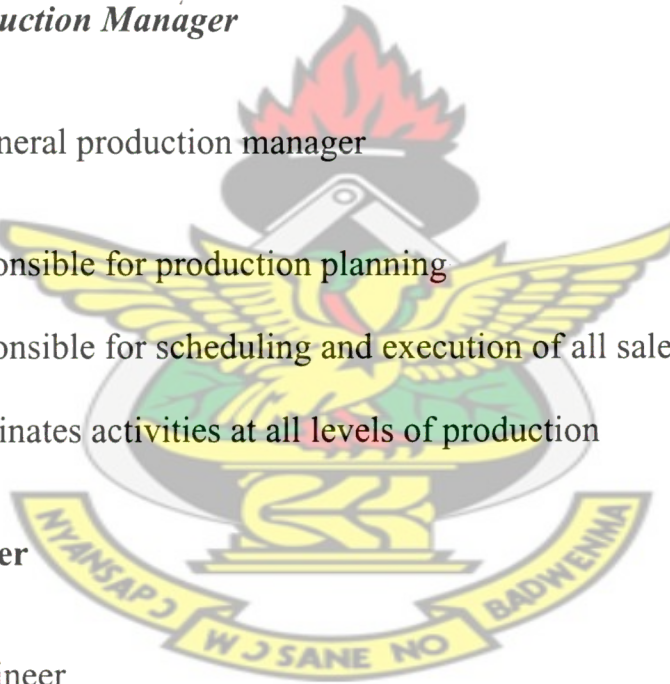 uction Manager
neral production manager
onsible for production planning
onsible for scheduling and execution of all sale
inates activities at all levels of production
er
ineer
NYANSAPƆ WƆSANE NO BADWENMA